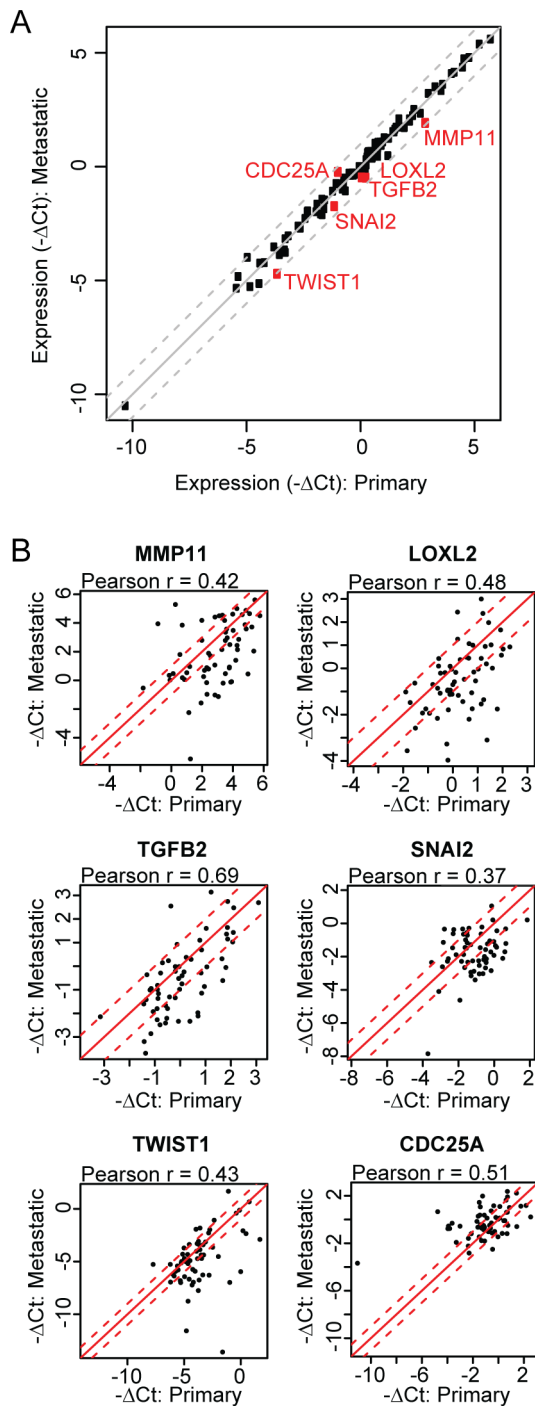 A
Expression (-ΔCt): Metastatic
5
0
-5
-10
MMP11
CDC25A
LOXL2
TGFB2
SNAI2
TWIST1
-10 -5 0 5
Expression (-ΔCt): Primary
B
MMP11
Pearson r = 0.42
-ΔCt: Metastatic
6
4
2
0
-4
-4 0 2 4 6
-ΔCt: Primary
LOXL2
Pearson r = 0.48
-ΔCt: Metastatic
3
2
0
-2
-4
-4 -2 -1 0 1 2 3
-ΔCt: Primary
TGFB2
Pearson r = 0.69
-ΔCt: Metastatic
3
1
-1
-3
-3 -1 0 1 2 3
-ΔCt: Primary
SNAI2
Pearson r = 0.37
-ΔCt: Metastatic
2
0
-2
-4
-6
-8
-8 -6 -4 -2 0 2
-ΔCt: Primary
TWIST1
Pearson r = 0.43
-ΔCt: Metastatic
0
-5
-10
-10 -5 0
-ΔCt: Primary
CDC25A
Pearson r = 0.51
-ΔCt: Metastatic
2
-2
-6
-10
-10 -6 -2 2
-ΔCt: Primary